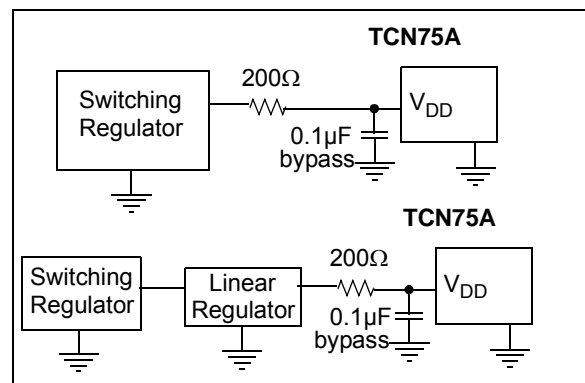 TCN75A
200Ω
Switching
Regulator
V_DD
0.1µF
bypass
TCN75A
200Ω
Switching
Regulator
Linear
Regulator
V_DD
0.1µF
bypass